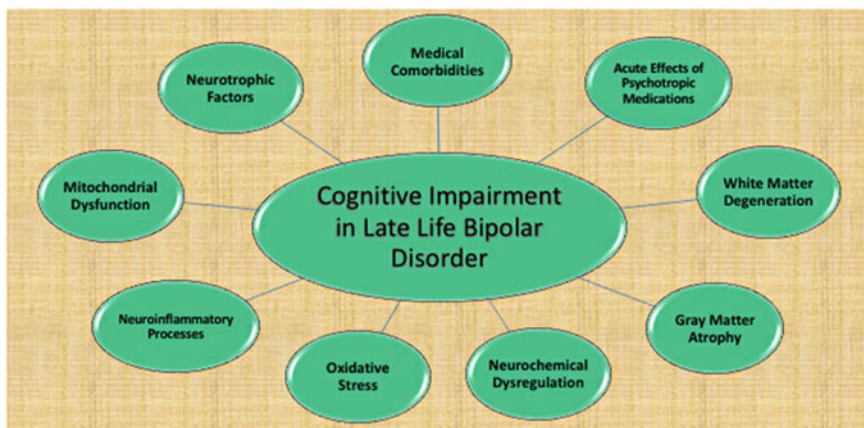 Medical
Comorbidities
Acute Effects of
Psychotropic
Medications
Neurotrophic
Factors
Mitochondrial
Dysfunction
Cognitive Impairment
in Late Life Bipolar
Disorder
White Matter
Degeneration
Neuroinflammatory
Processes
Gray Matter
Atrophy
Oxidative
Stress
Neurochemical
Dysregulation